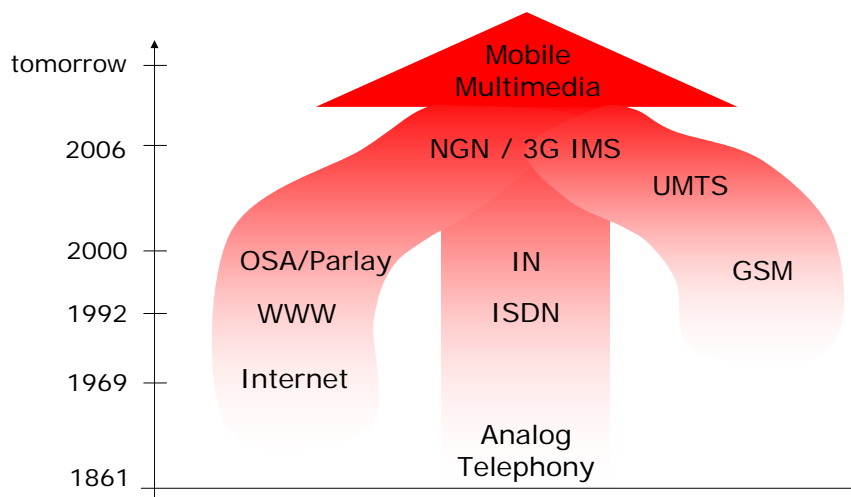 Mobile
Multimedia
tomorrow
2006
NGN / 3G IMS
UMTS
2000
OSA/Parlay
IN
GSM
1992
WWW
ISDN
1969
Internet
Analog
Telephony
1861